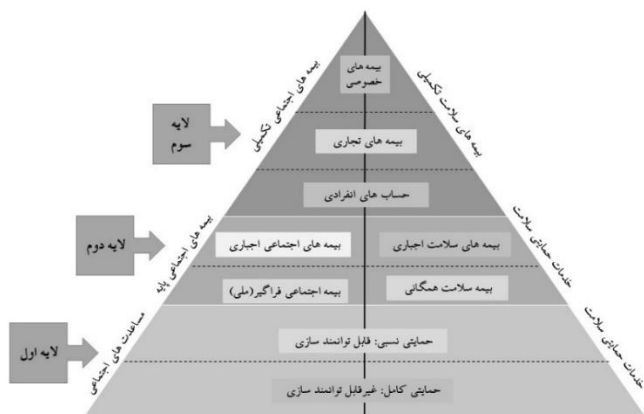 بیمه های
خصوصی
بیمه های اجتماعی تکمیلی
بیمه های سلامت تکمیلی
لایه
سوم
بیمه های تجاری
حساب های انفرادی
بیمه های سلامت اجباری
بیمه های اجتماعی اجباری
لایه دوم
بیمه های اجتماعی پایه
خدمات حمایتی سلامت
بیمه سلامت همگانی
بیمه اجتماعی فراگیر(ملی)
مساعدت های اجتماعی
خدمات حمایتی سلامت
لایه اول
حمایتی نسبی: قابل توانمند سازی
حمایتی کامل: غیرقابل توانمند سازی